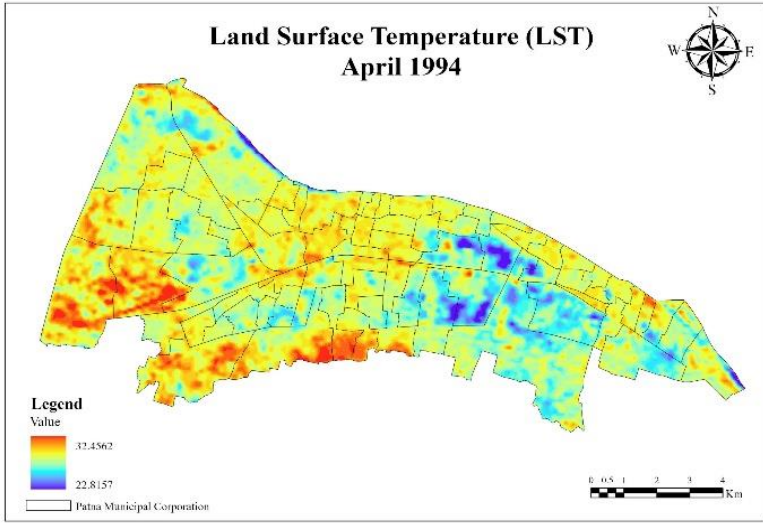 Land Surface Temperature (LST)
April 1994
N
W E
S
Legend
Value
32.4562
22.8157
Patna Municipal Corporation
0 0.5 1 2 3 4
Km